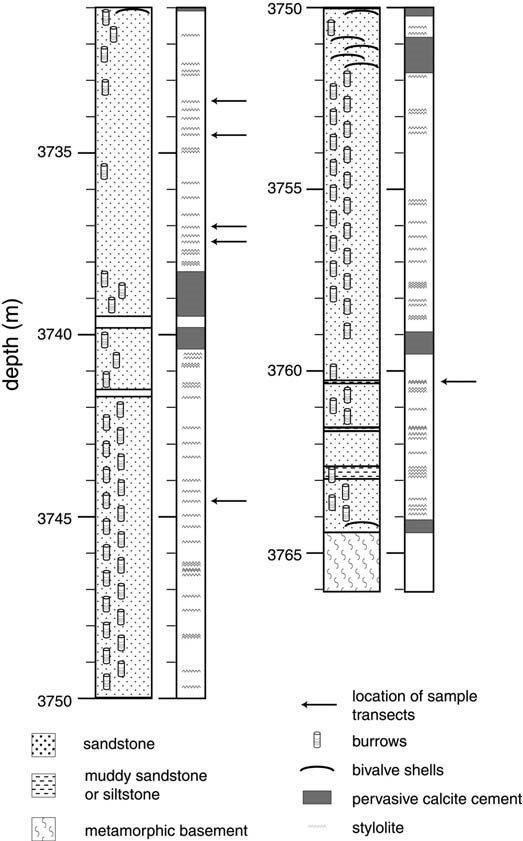 depth (m)
3735
3740
3745
3750
3750
3755
3760
3765
sandstone
muddy sandstone
or siltstone
metamorphic basement
location of sample
transects
burrows
bivalve shells
pervasive calcite cement
stylolite